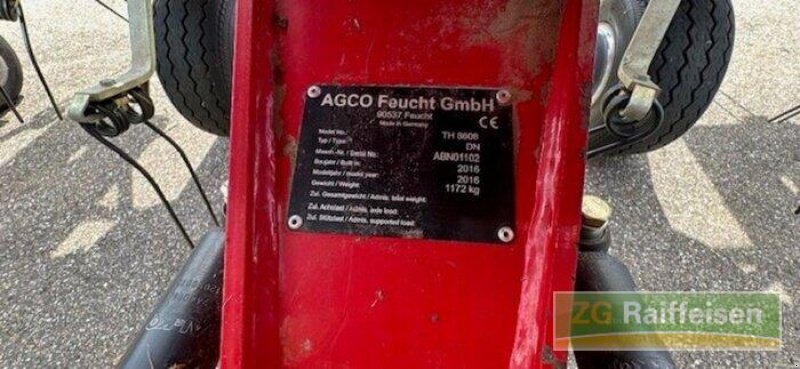 AGCO Feucht GmbH
90537 Feucht
Made in Germany
CE
Model No.: TH 8608
Typ / Type: DN
Masch.-Nr. / Serial No.: ABN01102
Baujahr / Built in: 2016
Modelljahr / model year: 2016
Gewicht / Weight: 1172 kg
Zul. Gesamtgewicht / Admis. total weight:
Zul. Achslast / Admis. axle load:
Zul. Stützlast / Admis. supported load:
ZG Raiffeisen